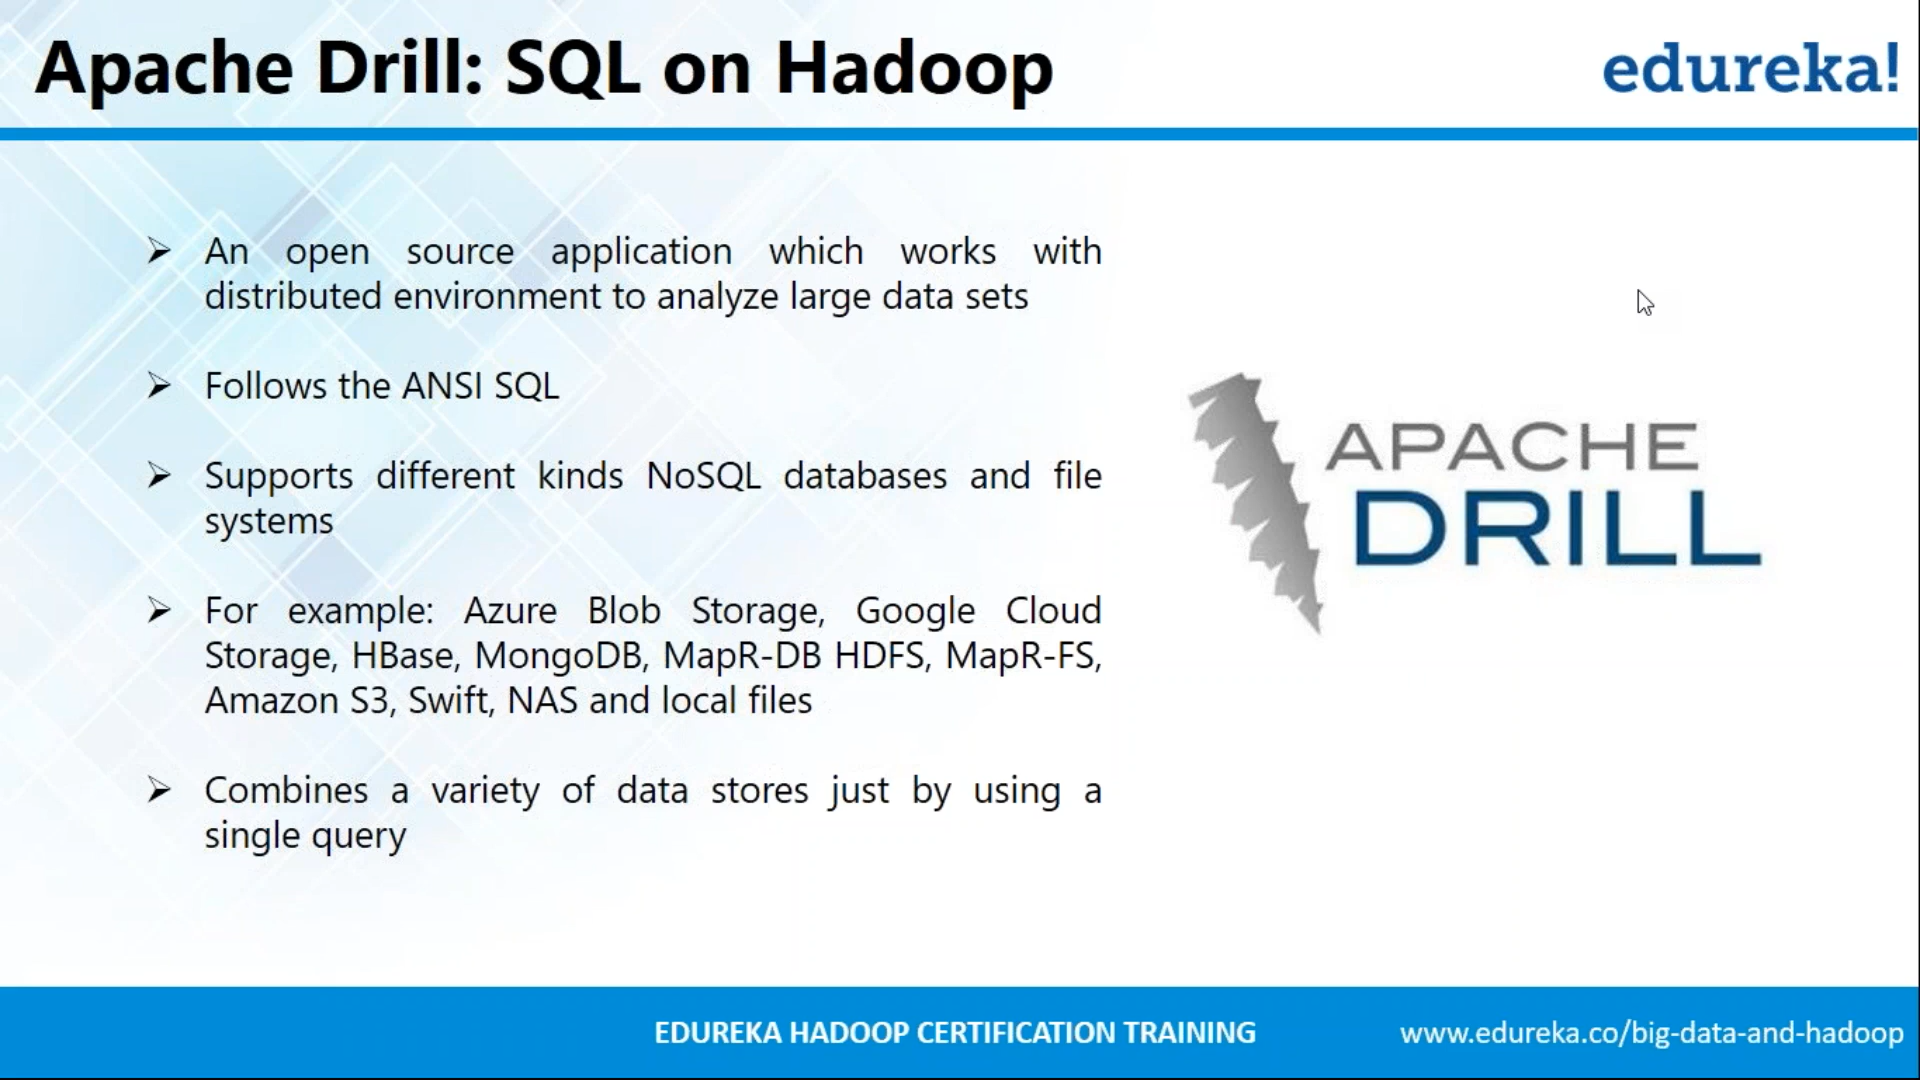 Apache Drill: SQL on Hadoop
edureka!
An open source application which works with
distributed environment to analyze large data sets
Follows the ANSI SQL
Supports different kinds NoSQL databases and file
systems
For example: Azure Blob Storage, Google Cloud
Storage, HBase, MongoDB, MapR-DB HDFS, MapR-FS,
Amazon S3, Swift, NAS and local files
Combines a variety of data stores just by using a
single query
APACHE
DRILL
EDUREKA HADOOP CERTIFICATION TRAINING
www.edureka.co/big-data-and-hadoop